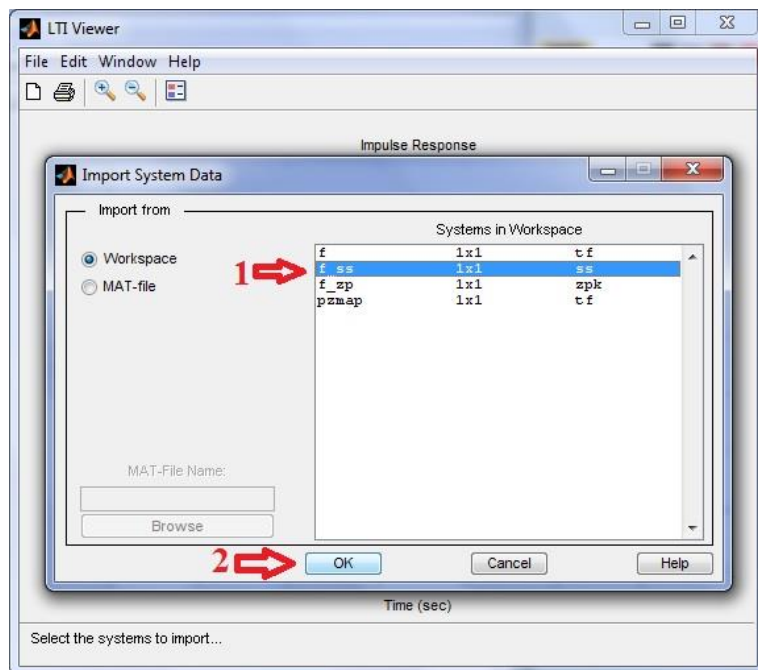 LTI Viewer
File Edit Window Help
Impulse Response
Import System Data
Import from
Systems in Workspace
Workspace
MAT-file
1
f 1x1 tf
f_ss 1x1 ss
f_zp 1x1 zpk
pzmap 1x1 tf
MAT-File Name:
Browse
2
OK Cancel Help
Time (sec)
Select the systems to import...